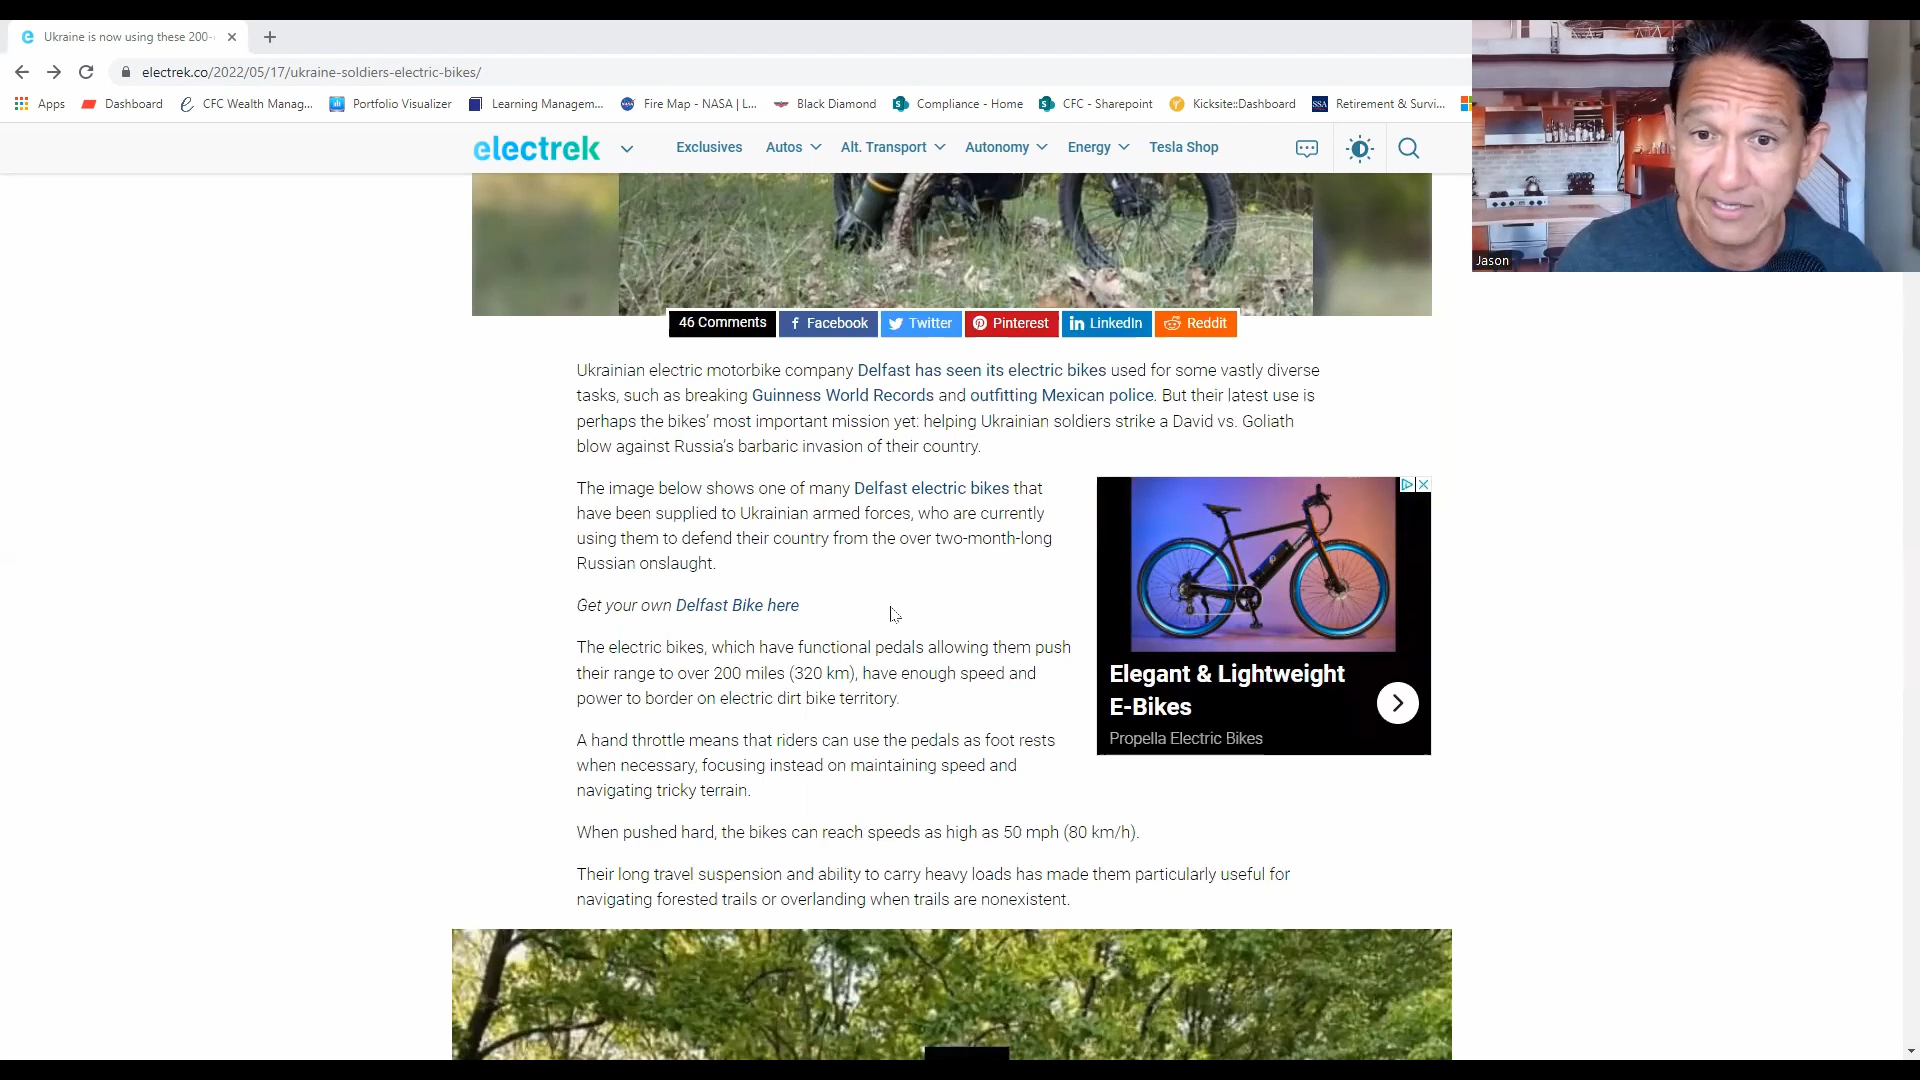 Ukraine is now using these 200-
electrek.co/2022/05/17/ukraine-soldiers-electric-bikes/
Apps Dashboard CFC Wealth Manag... Portfolio Visualizer Learning Managem... Fire Map - NASA | L... Black Diamond Compliance - Home CFC - Sharepoint Kicksite::Dashboard SSA Retirement & Survi...
electrek Exclusives Autos Alt. Transport Autonomy Energy Tesla Shop
Jason
46 Comments Facebook Twitter Pinterest LinkedIn Reddit
Ukrainian electric motorbike company Delfast has seen its electric bikes used for some vastly diverse
tasks, such as breaking Guinness World Records and outfitting Mexican police. But their latest use is
perhaps the bikes’ most important mission yet: helping Ukrainian soldiers strike a David vs. Goliath
blow against Russia’s barbaric invasion of their country.
The image below shows one of many Delfast electric bikes that
have been supplied to Ukrainian armed forces, who are currently
using them to defend their country from the over two-month-long
Russian onslaught.
Get your own Delfast Bike here
The electric bikes, which have functional pedals allowing them push
their range to over 200 miles (320 km), have enough speed and
power to border on electric dirt bike territory.
A hand throttle means that riders can use the pedals as foot rests
when necessary, focusing instead on maintaining speed and
navigating tricky terrain.
Elegant & Lightweight
E-Bikes
Propella Electric Bikes
When pushed hard, the bikes can reach speeds as high as 50 mph (80 km/h).
Their long travel suspension and ability to carry heavy loads has made them particularly useful for
navigating forested trails or overlanding when trails are nonexistent.